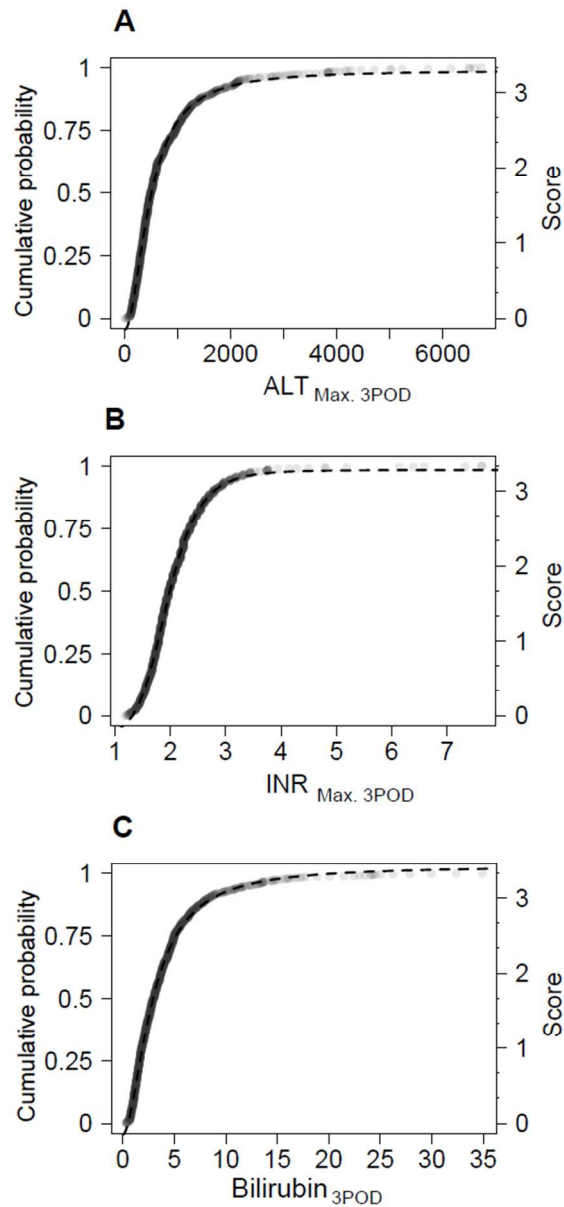 A
Cumulative probability
1
0.75
0.5
0.25
0
3
2
1
0
Score
0 2000 4000 6000
ALT Max. 3POD
B
Cumulative probability
1
0.75
0.5
0.25
0
3
2
1
0
Score
1 2 3 4 5 6 7
INR Max. 3POD
C
Cumulative probability
1
0.75
0.5
0.25
0
3
2
1
0
Score
0 5 10 15 20 25 30 35
Bilirubin 3POD